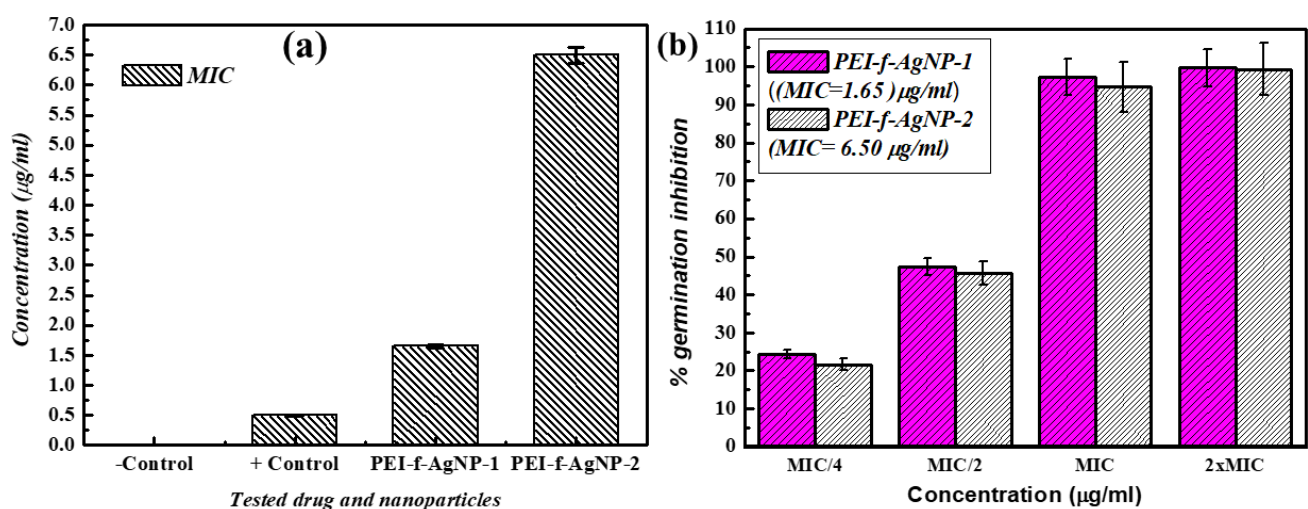 (a)
MIC
Concentration (μg/ml)
7.0
6.5
6.0
5.5
5.0
4.5
4.0
3.5
3.0
2.5
2.0
1.5
1.0
0.5
0.0
-Control + Control PEI-f-AgNP-1 PEI-f-AgNP-2
Tested drug and nanoparticles
(b)
PEI-f-AgNP-1
((MIC=1.65 )μg/ml)
PEI-f-AgNP-2
(MIC= 6.50 μg/ml)
% germination inhibition
110
100
90
80
70
60
50
40
30
20
10
0
MIC/4 MIC/2 MIC 2xMIC
Concentration (μg/ml)